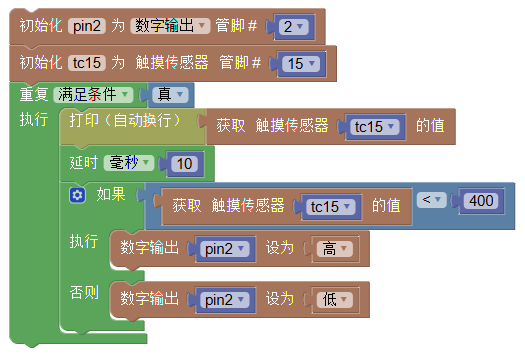 初始化 pin2 为 数字输出 管脚# 2
初始化 tc15 为 触摸传感器 管脚# 15
重复 满足条件 真
执行 打印（自动换行） 获取 触摸传感器 tc15 的值
延时 毫秒 10
如果 获取 触摸传感器 tc15 的值 < 400
执行 数字输出 pin2 设为 高
否则 数字输出 pin2 设为 低